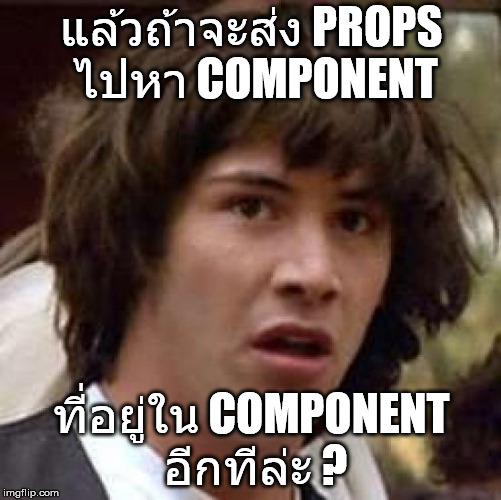 แล้วถ้าจะส่ง PROPS
ไปหา COMPONENT
ที่อยู่ใน COMPONENT
อีกทีล่ะ ?
imgflip.com